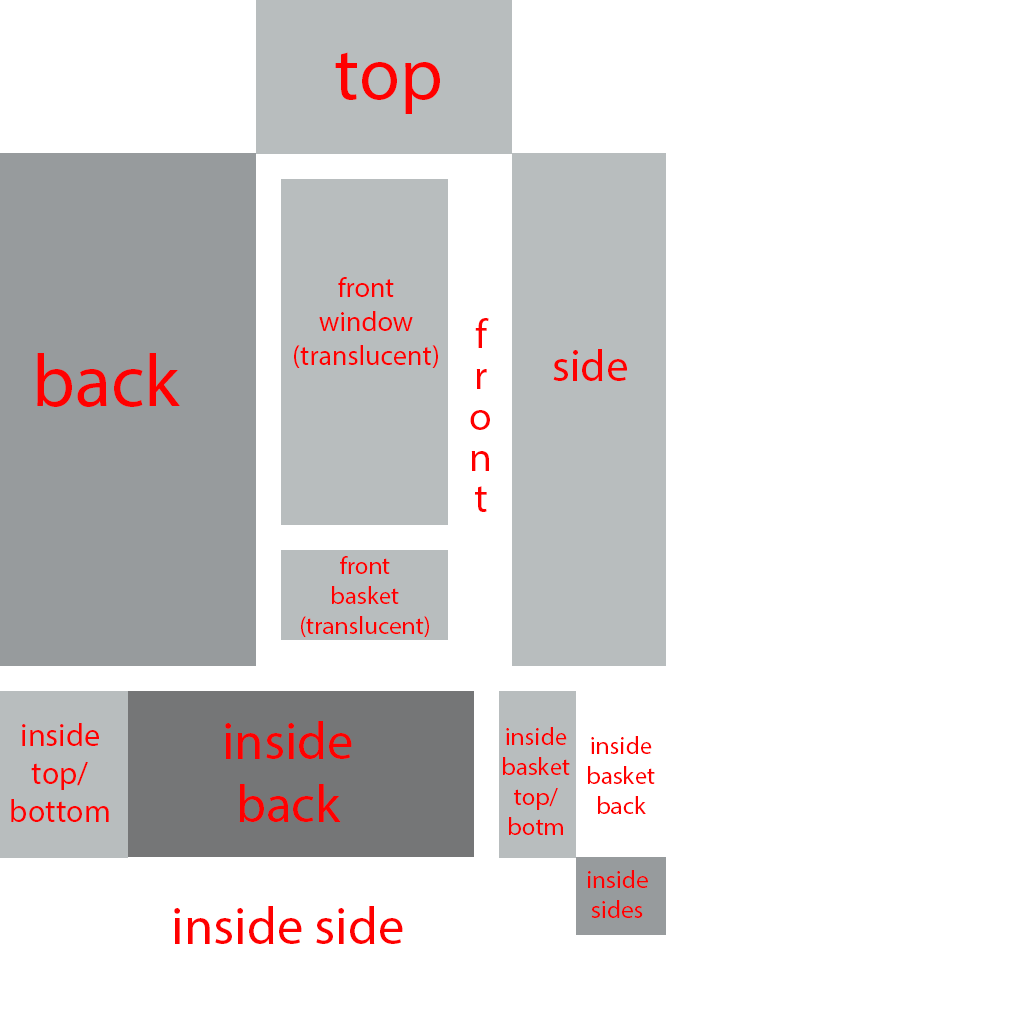 top
back
front
window
(translucent)
f
r
o
n
t
side
front
basket
(translucent)
inside
top/
bottom
inside
back
inside
basket
top/
botm
inside
basket
back
inside
sides
inside side